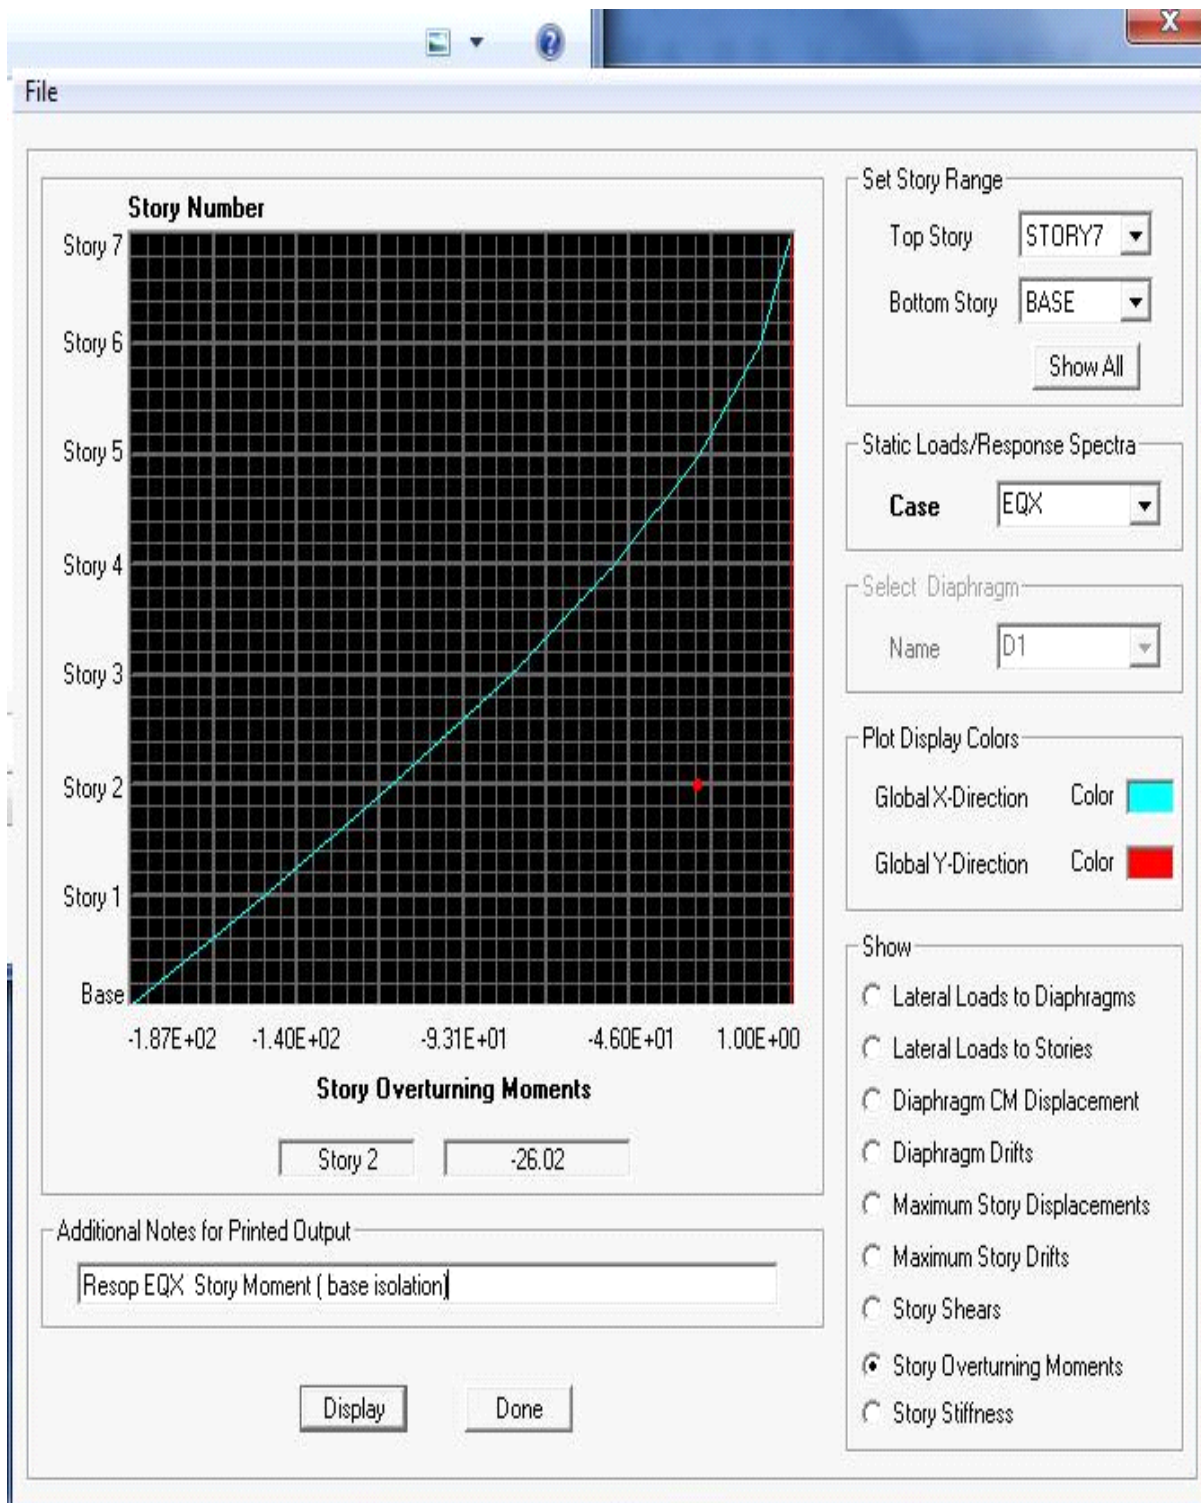 X
File
Story Number
Story 7
Story 6
Story 5
Story 4
Story 3
Story 2
Story 1
Base
-1.87E+02 -1.40E+02 -9.31E+01 -4.60E+01 1.00E+00
Story Overturning Moments
Story 2 -26.02
Additional Notes for Printed Output
Resop EQX Story Moment ( base isolation)
Display Done
Set Story Range
Top Story STORY7
Bottom Story BASE
Show All
Static Loads/Response Spectra
Case EQX
Select Diaphragm
Name D1
Plot Display Colors
Global X-Direction Color
Global Y-Direction Color
Show
Lateral Loads to Diaphragms
Lateral Loads to Stories
Diaphragm CM Displacement
Diaphragm Drifts
Maximum Story Displacements
Maximum Story Drifts
Story Shears
Story Overturning Moments
Story Stiffness